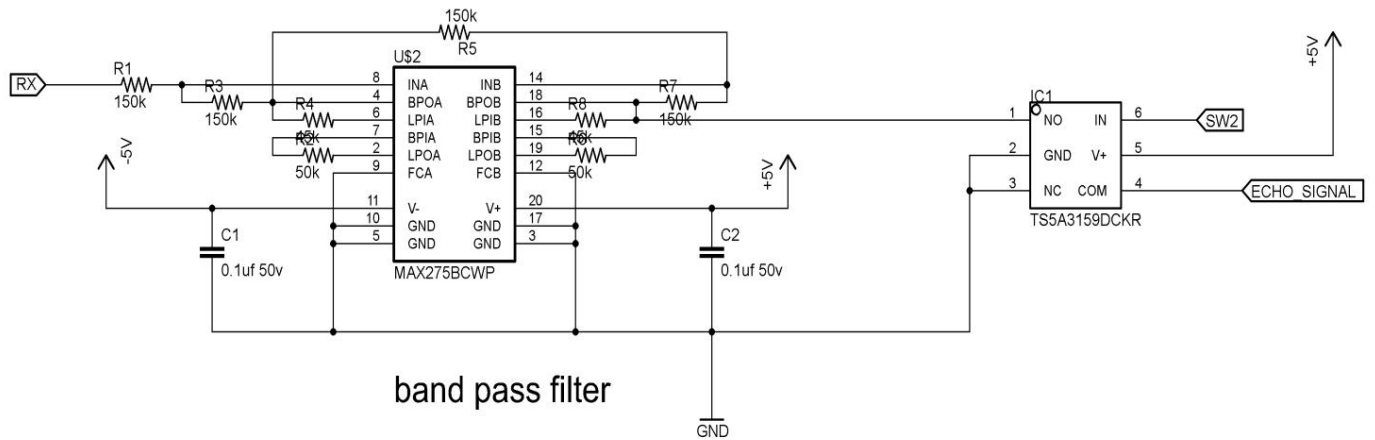 150k
R5
U$2
RX
R1
150k
R3
150k
R4
45k
R2
50k
8
4
6
7
2
9
11
10
5
INA
BPOA
LPIA
BPIA
LPOA
FCA
V-
GND
GND
INB
BPOB
LPIB
BPIB
LPOB
FCB
V+
GND
GND
14
18
16
15
19
12
20
17
3
R7
150k
R8
45k
R6
50k
MAX275BCWP
-5V
C1
0.1uf 50v
+5V
C2
0.1uf 50v
IC1
1
2
3
NO
GND
NC
IN
V+
COM
6
5
4
TS5A3159DCKR
SW2
+5V
ECHO_SIGNAL
band pass filter
GND